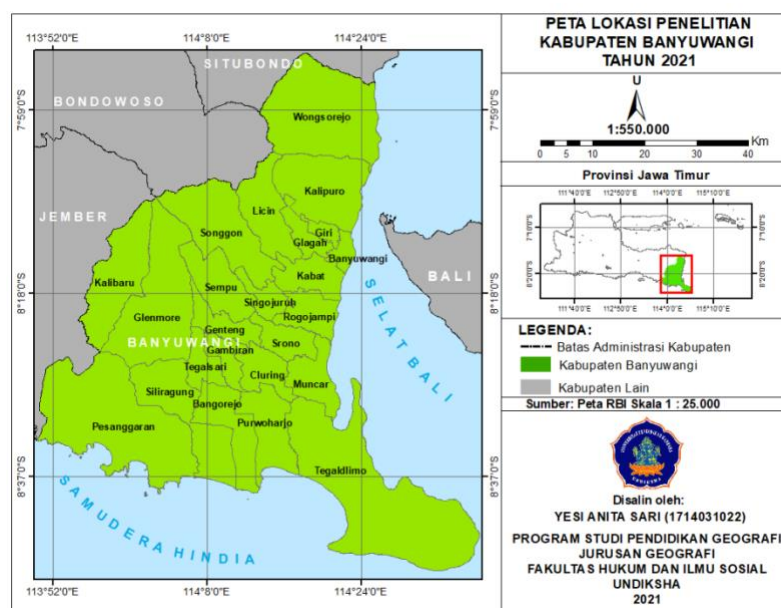 PETA LOKASI PENELITIAN
KABUPATEN BANYUWANGI
TAHUN 2021
U
1:550.000
Km
0 5 10 20 30 40
Provinsi Jawa Timur
111°40'0"E 112°50'0"E 114°0'0"E 115°10'0"E
7°10'0"S
8°20'0"S
7°10'0"S
8°20'0"S
111°40'0"E 112°50'0"E 114°0'0"E 115°10'0"E
LEGENDA:
Batas Administrasi Kabupaten
Kabupaten Banyuwangi
Kabupaten Lain
Sumber: Peta RBI Skala 1 : 25.000
Disalin oleh:
YESI ANITA SARI (1714031022)
PROGRAM STUDI PENDIDIKAN GEOGRAFI
JURUSAN GEOGRAFI
FAKULTAS HUKUM DAN ILMU SOSIAL
UNDIKSHA
2021
113°52'0"E 114°8'0"E 114°24'0"E
7°59'0"S
8°18'0"S
8°37'0"S
7°59'0"S
8°18'0"S
8°37'0"S
113°52'0"E 114°8'0"E 114°24'0"E
SITUBONDO
BONDOWOSO
Wongsorejo
Kalipuro
JEMBER
Licin
Songgon
Giri
Glagah
Banyuwangi
Kabat
BALI
Kalibaru
Sempu
Singojuruh
Glenmore
Rogojampi
Genteng
BANYUWANGI
Srono
Gambiran
Tegalsari
Cluring
Siliragung
Muncar
Bangorejo
Pesanggaran
Purwoharjo
Tegaldlimo
SELAT BALI
SAMUDERA HINDIA